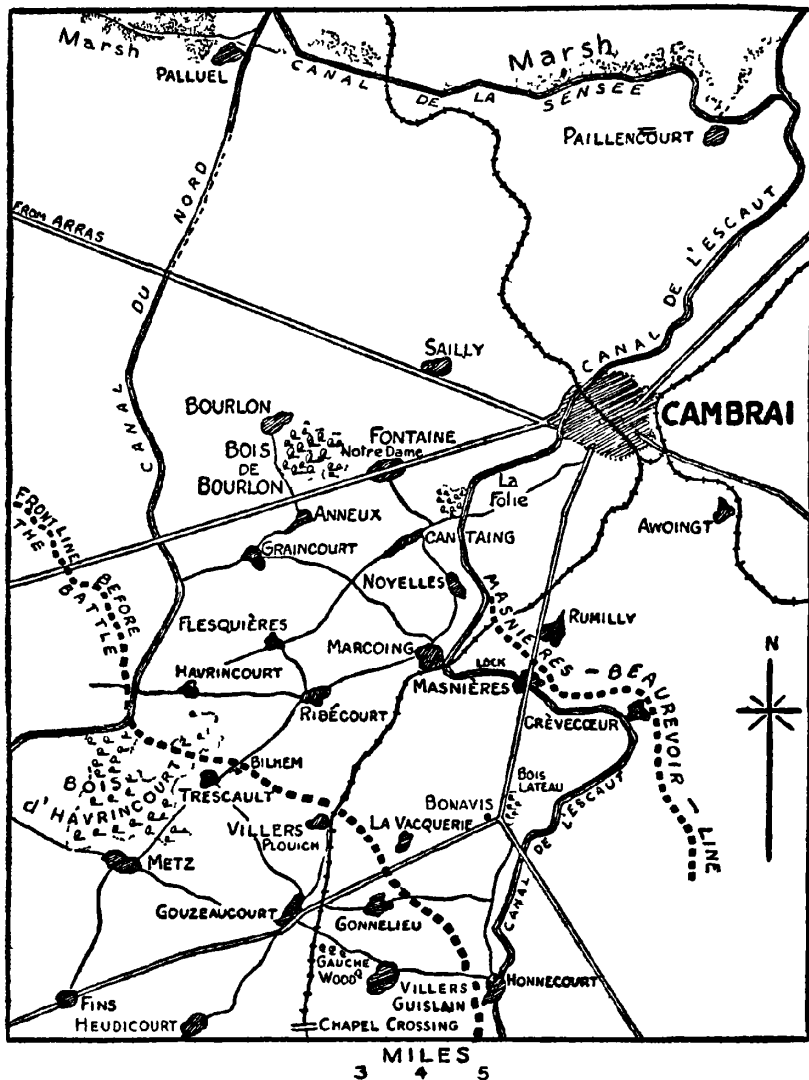 Marsh
PALLUEL
CANAL DE LA SENSEE
Marsh
PAILLENCOURT
CANAL DU NORD
FROM ARRAS
CANAL DE L'ESCAUT
SAILLY
CAMBRAI
BOURLON
BOIS
DE
BOURLON
FONTAINE
Notre Dame
La
Folie
ANNEUX
AWOINGT
FRONT LINE BEFORE
THE BATTLE
GRAINCOURT
CANTAING
NOYELLES
MASNIÈRES – BEAUREVOIR – LINE
RUMILLY
FLESQUIÈRES
MARCOING
N
HAVRINCOURT
LOCK
MASNIÈRES
RIBÉCOURT
CRÈVECŒUR
BOIS
d'HAVRINCOURT
BILHEM
TRESCAULT
BOIS
LATEAU
BONAVIS
VILLERS
PLOUICH
LA VACQUERIE
CANAL DE L'ESCAUT
METZ
GOUZEAUCOURT
GONNELIEU
GAUCHE
WOOD
VILLERS
GUISLAIN
HONNECOURT
FINS
HEUDICOURT
CHAPEL CROSSING
MILES
3 4 5